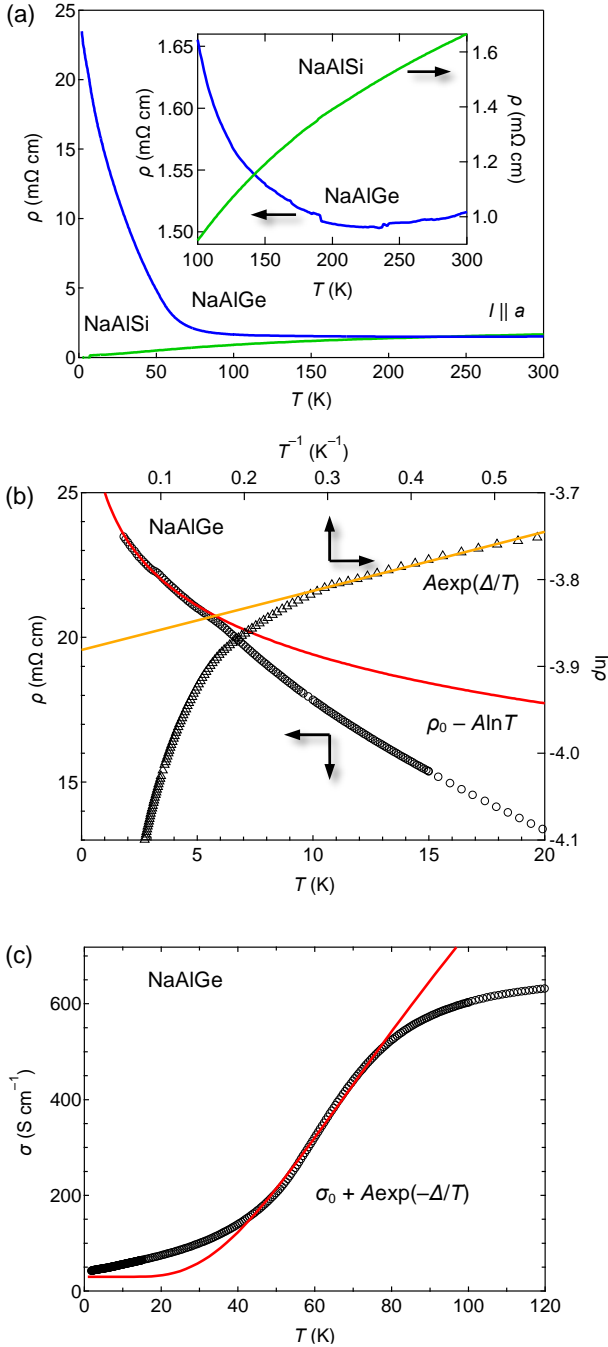 (a)
25
20
15
10
5
0
ρ (mΩ cm)
0
50
100
150
200
250
300
T (K)
NaAlSi
NaAlGe
I || a
1.65
1.60
1.55
1.50
ρ (mΩ cm)
100
150
200
250
300
T (K)
1.6
1.4
1.2
1.0
ρ (mΩ cm)
NaAlSi
NaAlGe
(b)
T⁻¹ (K⁻¹)
0.1
0.2
0.3
0.4
0.5
25
20
15
ρ (mΩ cm)
NaAlGe
-3.7
-3.8
-3.9
-4.0
-4.1
lnρ
Aexp(Δ/T)
ρ₀ − AlnT
0
5
10
15
20
T (K)
(c)
NaAlGe
600
400
200
0
σ (S cm⁻¹)
σ₀ + Aexp(−Δ/T)
0
20
40
60
80
100
120
T (K)